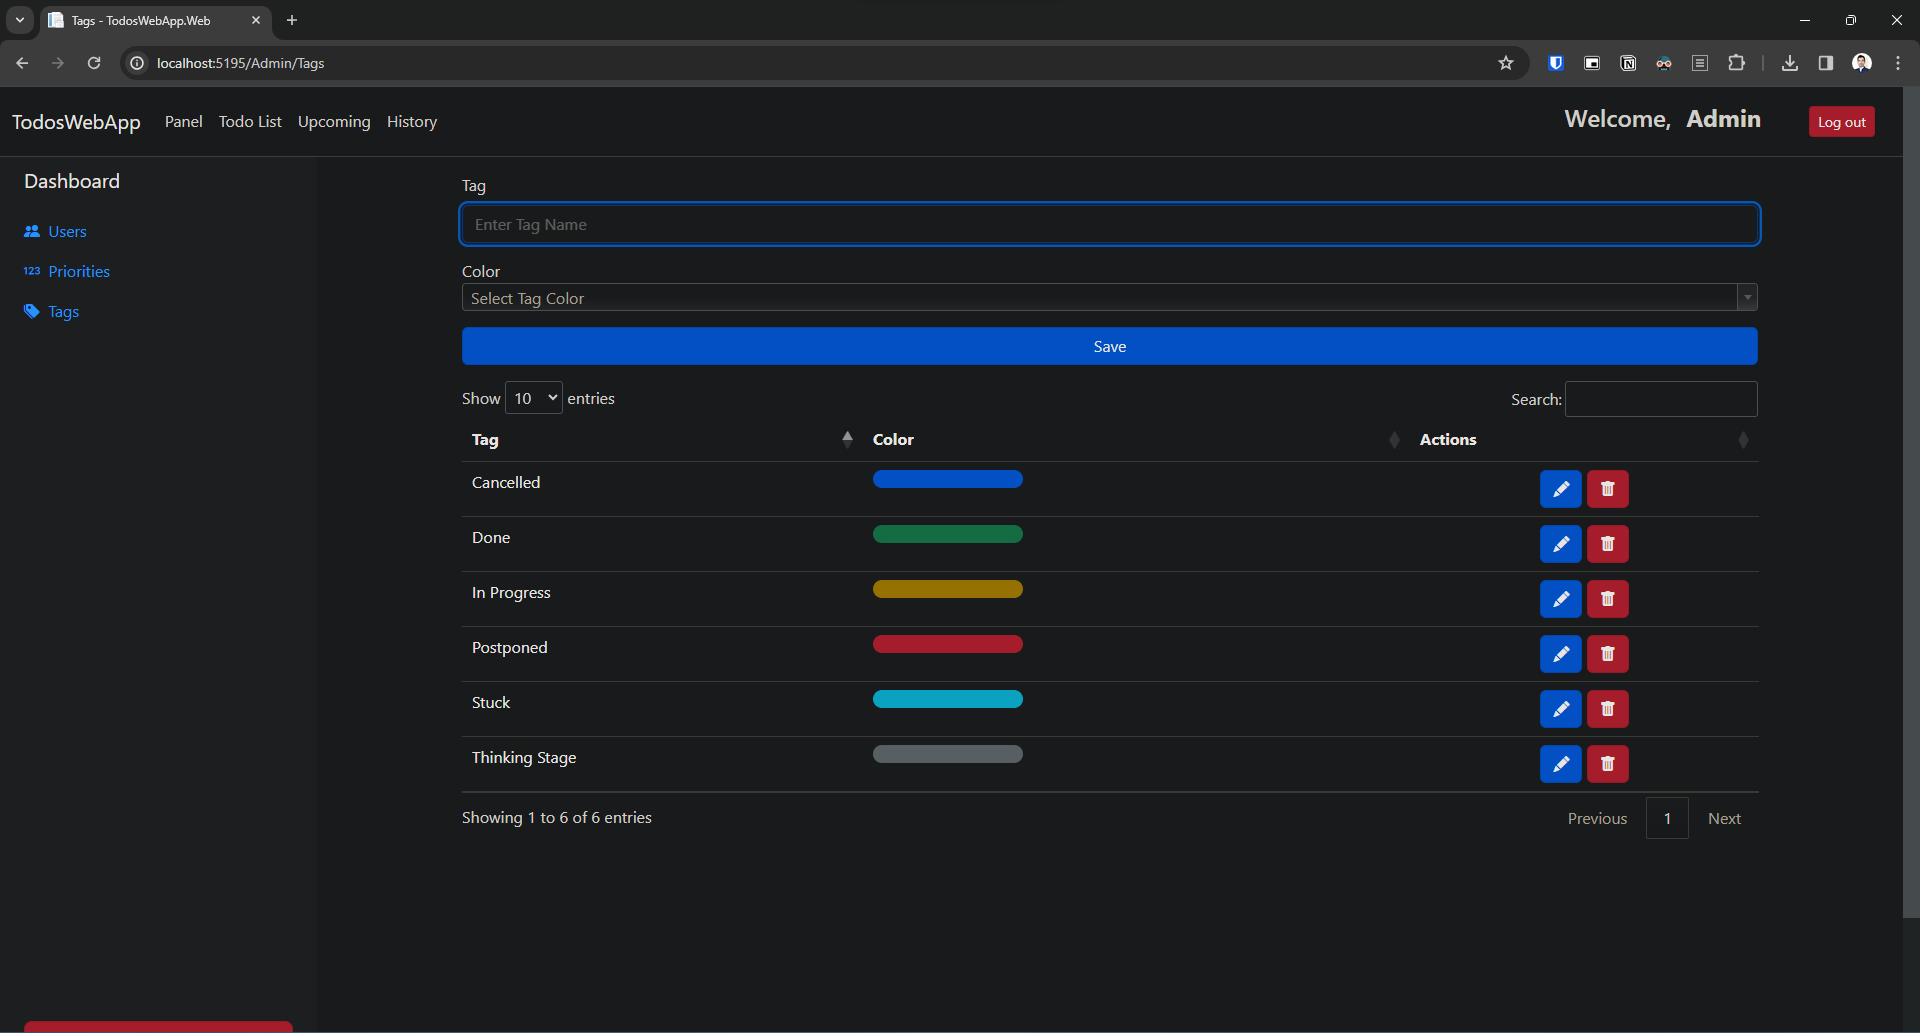 Tags - TodosWebApp.Web
localhost:5195/Admin/Tags
TodosWebApp Panel Todo List Upcoming History Welcome, Admin Log out
Dashboard
Users
123 Priorities
Tags
Tag
Enter Tag Name
Color
Select Tag Color
Save
Show 10 entries Search:
Tag Color Actions
Cancelled
Done
In Progress
Postponed
Stuck
Thinking Stage
Showing 1 to 6 of 6 entries Previous 1 Next